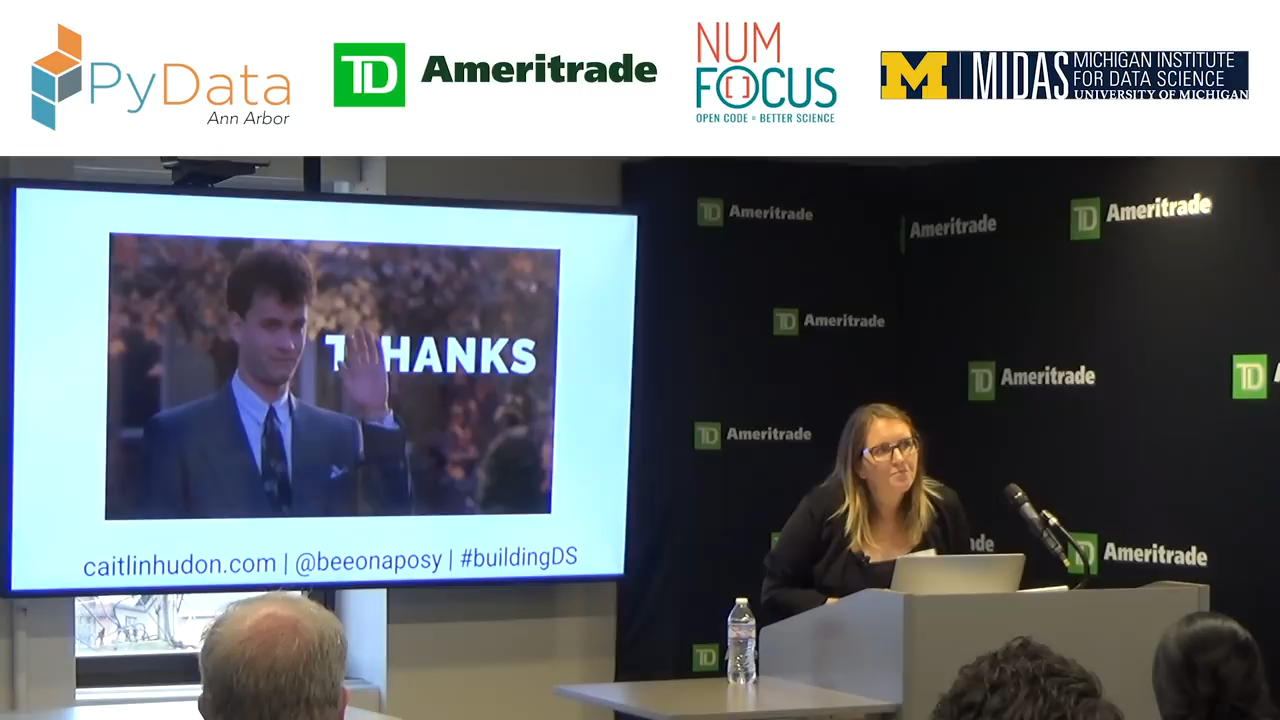 PyData
Ann Arbor
TD Ameritrade
NUM
FOCUS
OPEN CODE = BETTER SCIENCE
M MIDAS
MICHIGAN INSTITUTE
FOR DATA SCIENCE
UNIVERSITY OF MICHIGAN
THANKS
caitlinhudon.com | @beeonaposy | #buildingDS
TD Ameritrade
Ameritrade
TD Ameritrade
TD Ameritrade
TD Ameritrade
TD
TD Ameritrade
TD Ameritrade
TD